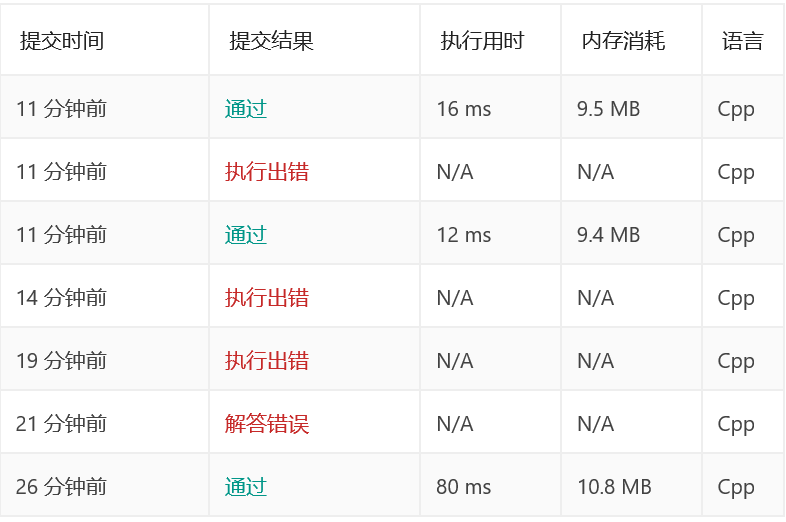 提交时间 提交结果 执行用时 内存消耗 语言
11 分钟前 通过 16 ms 9.5 MB Cpp
11 分钟前 执行出错 N/A N/A Cpp
11 分钟前 通过 12 ms 9.4 MB Cpp
14 分钟前 执行出错 N/A N/A Cpp
19 分钟前 执行出错 N/A N/A Cpp
21 分钟前 解答错误 N/A N/A Cpp
26 分钟前 通过 80 ms 10.8 MB Cpp